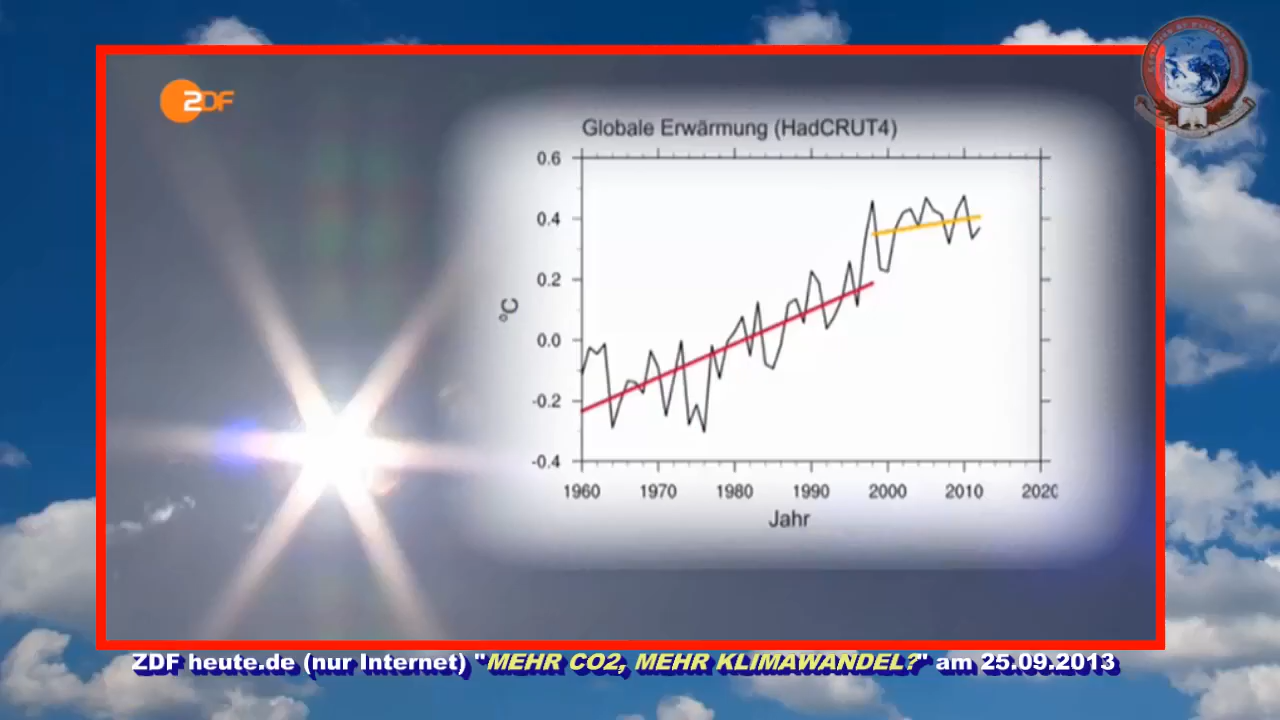 ZDF
Globale Erwärmung (HadCRUT4)
0.6
0.4
0.2
0.0
-0.2
-0.4
°C
1960 1970 1980 1990 2000 2010 2020
Jahr
ZDF heute.de (nur Internet) "MEHR CO2, MEHR KLIMAWANDEL?" am 25.09.2013